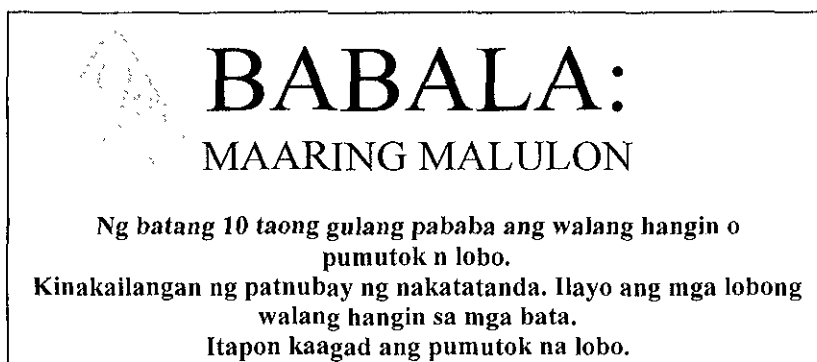 BABALA:
MAARING MALULON
Ng batang 10 taong gulang pababa ang walang hangin o
pumutok n lobo.
Kinakailangan ng patnubay ng nakatatanda. Ilayo ang mga lobong
walang hangin sa mga bata.
Itapon kaagad ang pumutok na lobo.